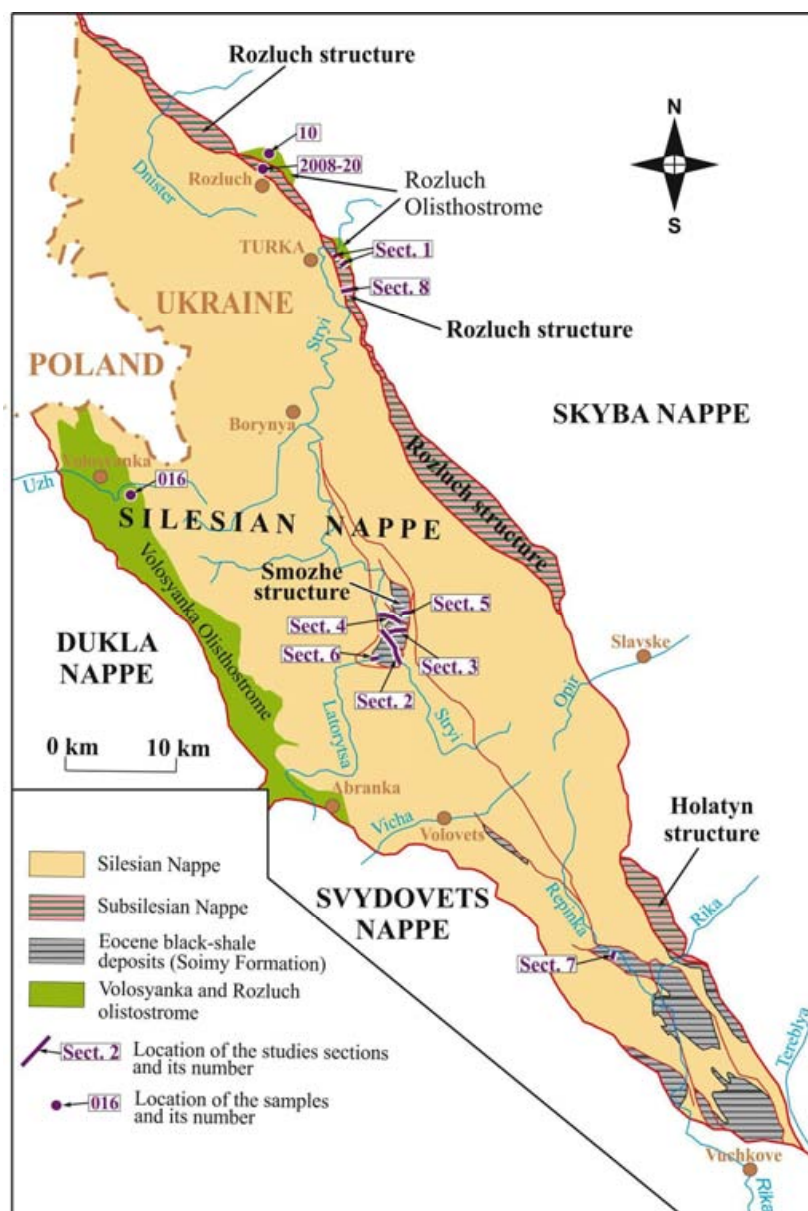 Rozluch structure
10
2008-20
N
S
Dnister
Rozluch
Rozluch
Olisthostrome
TURKA
Sect. 1
UKRAINE
Sect. 8
Rozluch structure
Stryi
POLAND
Borynya
SKYBA NAPPE
Volosyanka
Uzh
016
Rozluch structure
SILESIAN NAPPE
Volosyanka Olisthostrome
Smozhe
structure
Sect. 5
Sect. 4
DUKLA
NAPPE
Sect. 6
Sect. 3
Slavske
Sect. 2
Opir
0 km 10 km
Latorytsa
Stryi
Abranka
Vicha
Volovets
Holatyn
structure
Silesian Nappe
Subsilesian Nappe
Eocene black-shale
deposits (Soimy Formation)
Volosyanka and Rozluch
olistostrome
Sect. 2
Location of the studies sections
and its number
016
Location of the samples
and its number
SVYDOVETS
NAPPE
Repinka
Rika
Sect. 7
Tereblya
Vuchkove
Rika